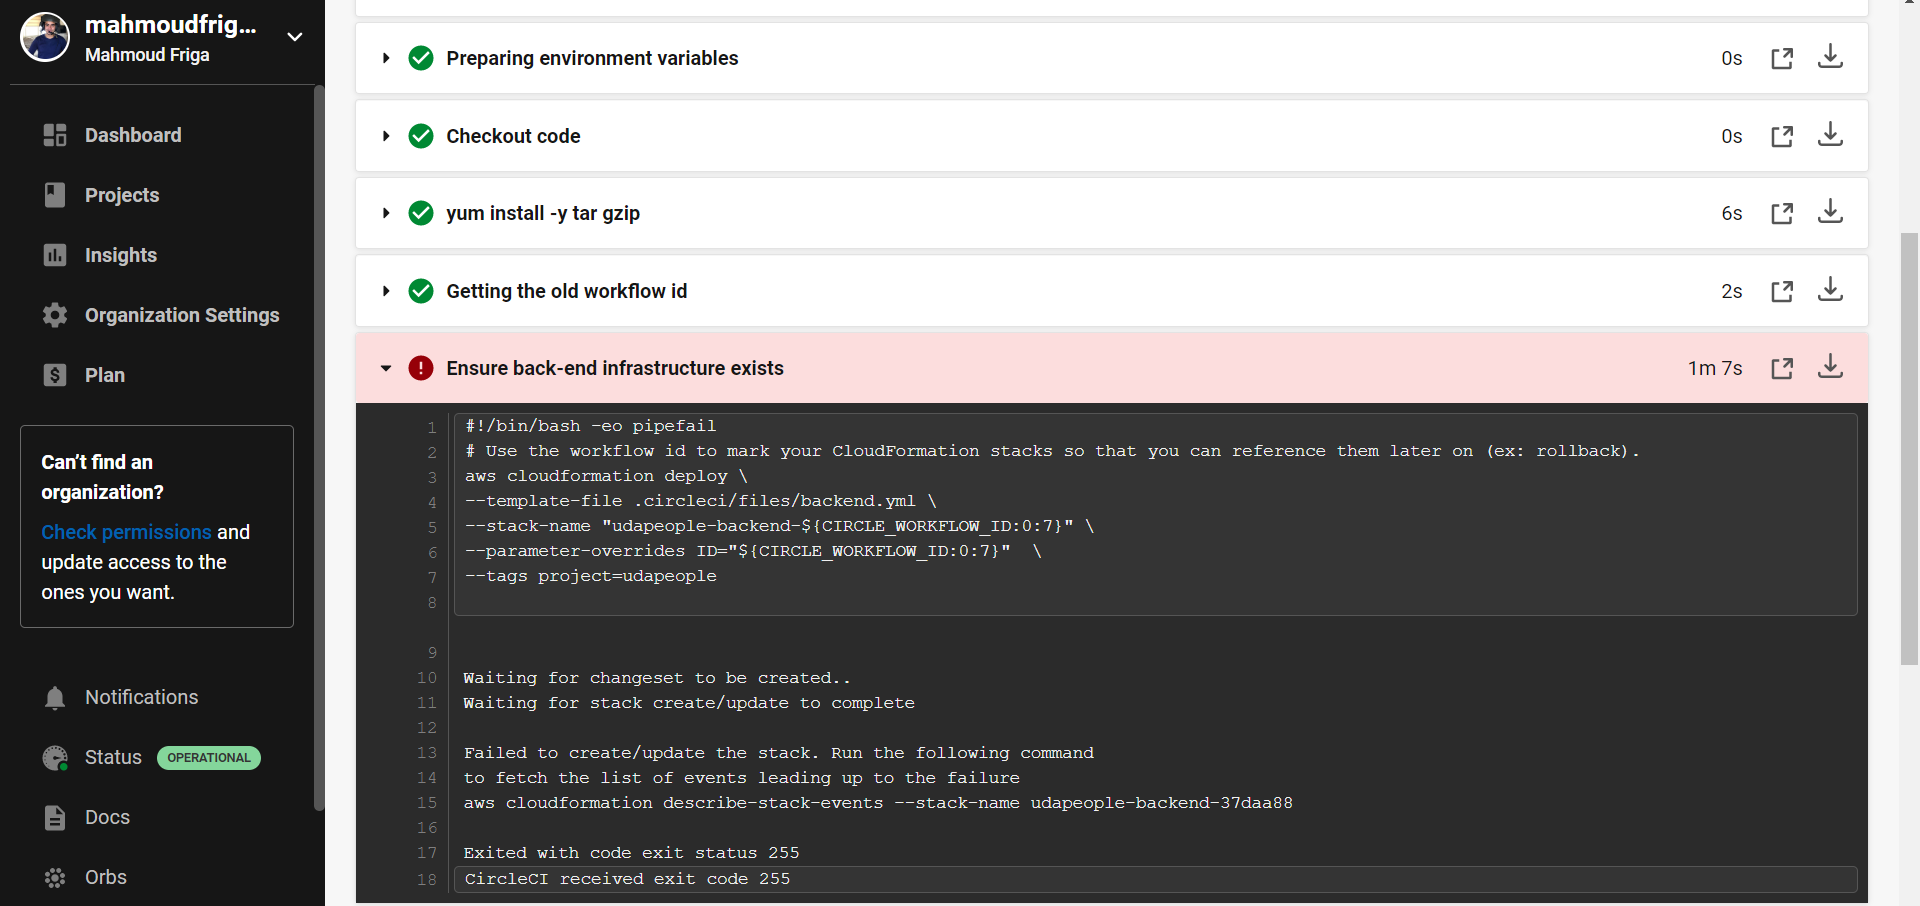 mahmoudfrig...
Mahmoud Friga
Dashboard
Projects
Insights
Organization Settings
Plan
Can't find an
organization?
Check permissions and
update access to the
ones you want.
Notifications
Status OPERATIONAL
Docs
Orbs
Preparing environment variables 0s
Checkout code 0s
yum install -y tar gzip 6s
Getting the old workflow id 2s
Ensure back-end infrastructure exists 1m 7s
1 #!/bin/bash -eo pipefail
2 # Use the workflow id to mark your CloudFormation stacks so that you can reference them later on (ex: rollback).
3 aws cloudformation deploy \
4 --template-file .circleci/files/backend.yml \
5 --stack-name "udapeople-backend-${CIRCLE_WORKFLOW_ID:0:7}" \
6 --parameter-overrides ID="${CIRCLE_WORKFLOW_ID:0:7}"  \
7 --tags project=udapeople
8
9
10 Waiting for changeset to be created..
11 Waiting for stack create/update to complete
12
13 Failed to create/update the stack. Run the following command
14 to fetch the list of events leading up to the failure
15 aws cloudformation describe-stack-events --stack-name udapeople-backend-37daa88
16
17 Exited with code exit status 255
18 CircleCI received exit code 255